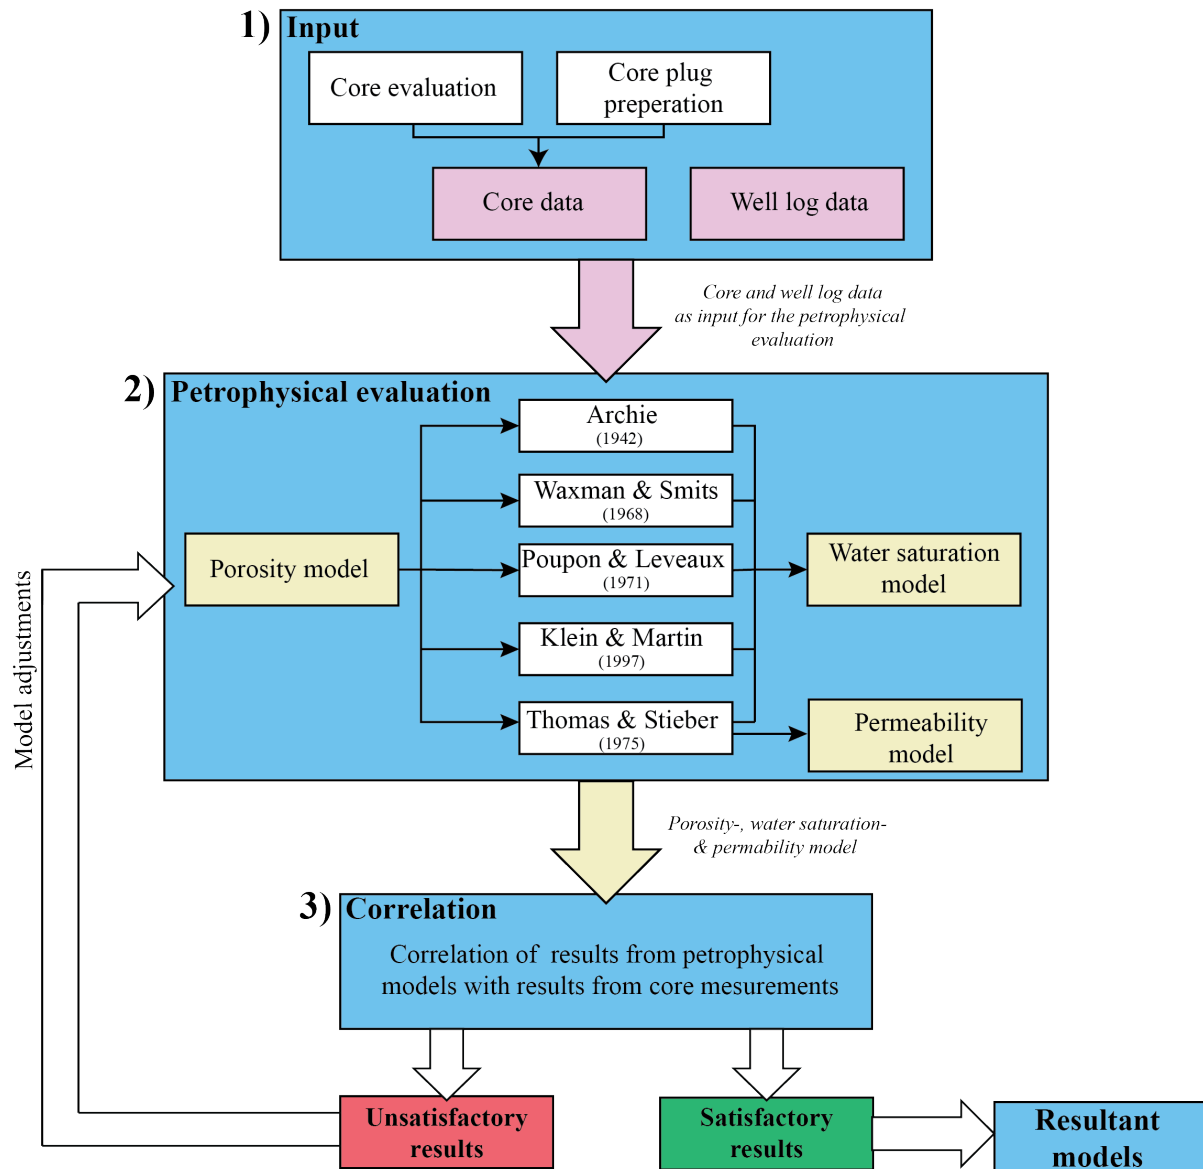 1) Input
Core evaluation
Core plug
preperation
Core data
Well log data
Core and well log data
as input for the petrophysical
evaluation
2) Petrophysical evaluation
Archie
(1942)
Waxman & Smits
(1968)
Porosity model
Poupon & Leveaux
(1971)
Water saturation
model
Klein & Martin
(1997)
Thomas & Stieber
(1975)
Permeability
model
Model adjustments
Porosity-, water saturation-
& permability model
3) Correlation
Correlation of results from petrophysical
models with results from core mesurements
Unsatisfactory
results
Satisfactory
results
Resultant
models